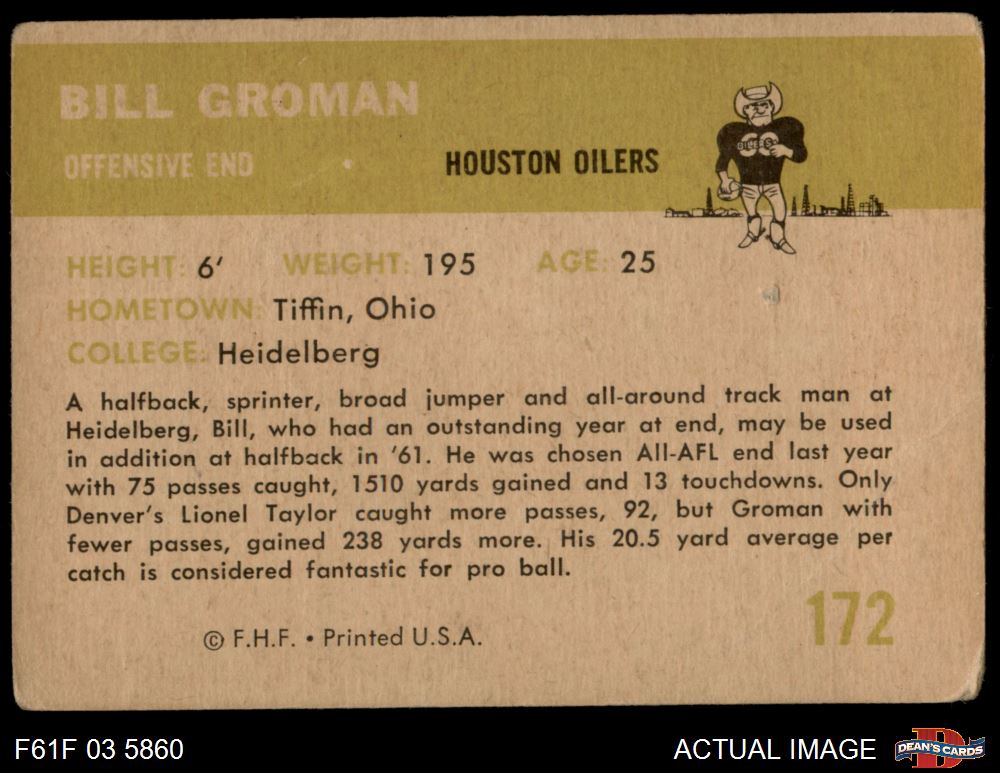 BILL GROMAN
OFFENSIVE END
HOUSTON OILERS
OILERS
HEIGHT: 6' WEIGHT: 195 AGE: 25
HOMETOWN: Tiffin, Ohio
COLLEGE: Heidelberg
A halfback, sprinter, broad jumper and all-around track man at
Heidelberg, Bill, who had an outstanding year at end, may be used
in addition at halfback in '61. He was chosen All-AFL end last year
with 75 passes caught, 1510 yards gained and 13 touchdowns. Only
Denver's Lionel Taylor caught more passes, 92, but Groman with
fewer passes, gained 238 yards more. His 20.5 yard average per
catch is considered fantastic for pro ball.
172
© F.H.F. • Printed U.S.A.
F61F 03 5860
ACTUAL IMAGE
DEAN'S CARDS